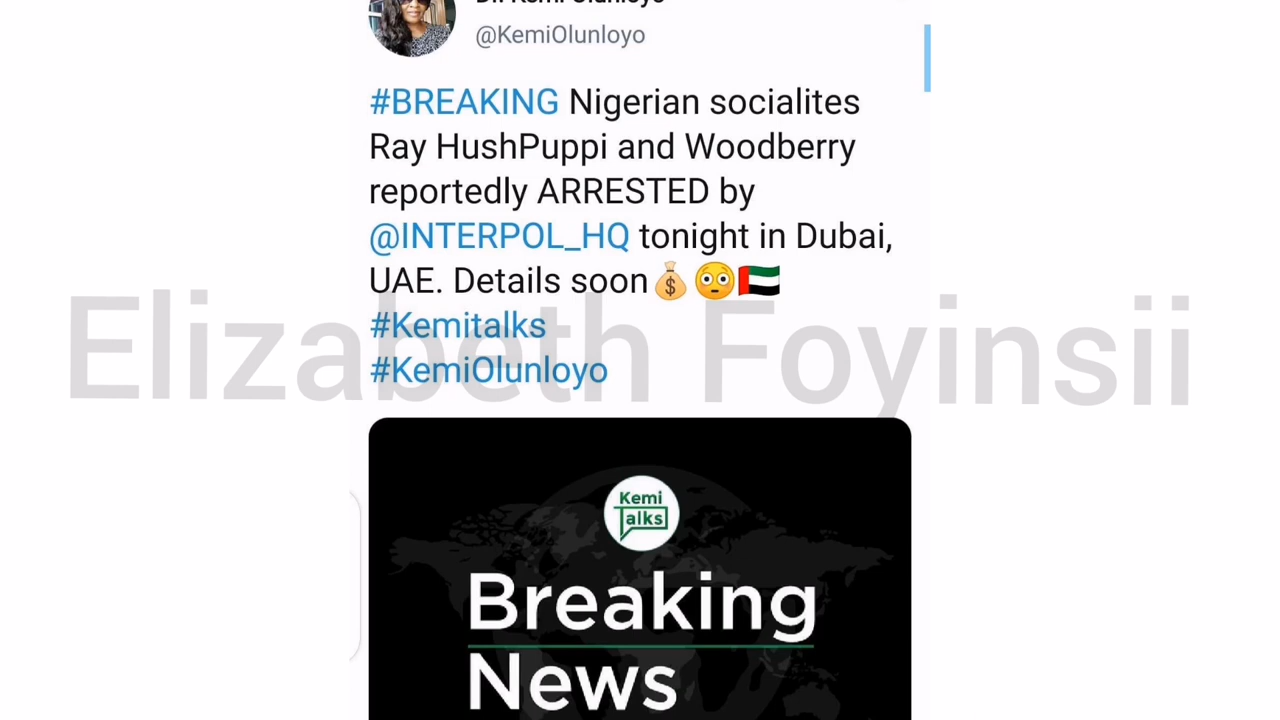 @KemiOlunloyo
#BREAKING Nigerian socialites
Ray HushPuppi and Woodberry
reportedly ARRESTED by
@INTERPOL_HQ tonight in Dubai,
UAE. Details soon💰😳🇦🇪
#Kemitalks
#KemiOlunloyo
Elizabeth Foyinsii
Kemi
Talks
Breaking
News